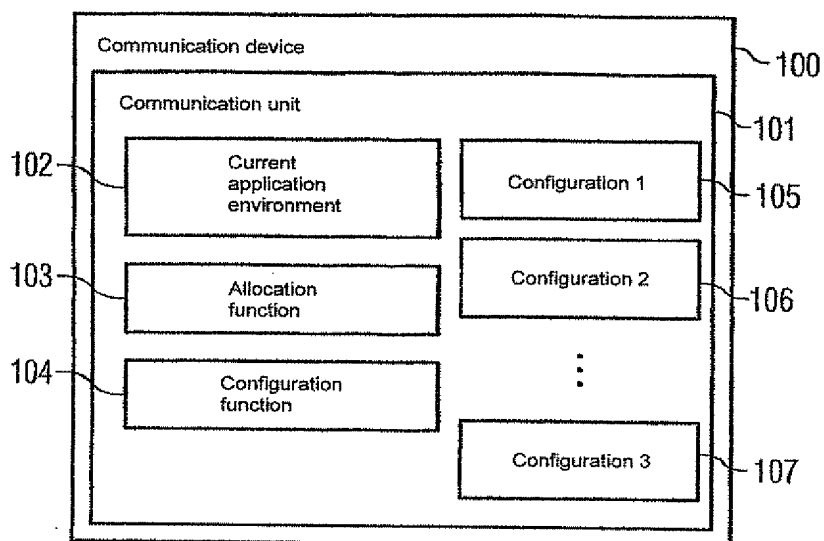 Communication device
100
Communication unit
101
102
Current
application
environment
Configuration 1
105
103
Allocation
function
Configuration 2
106
104
Configuration
function
Configuration 3
107